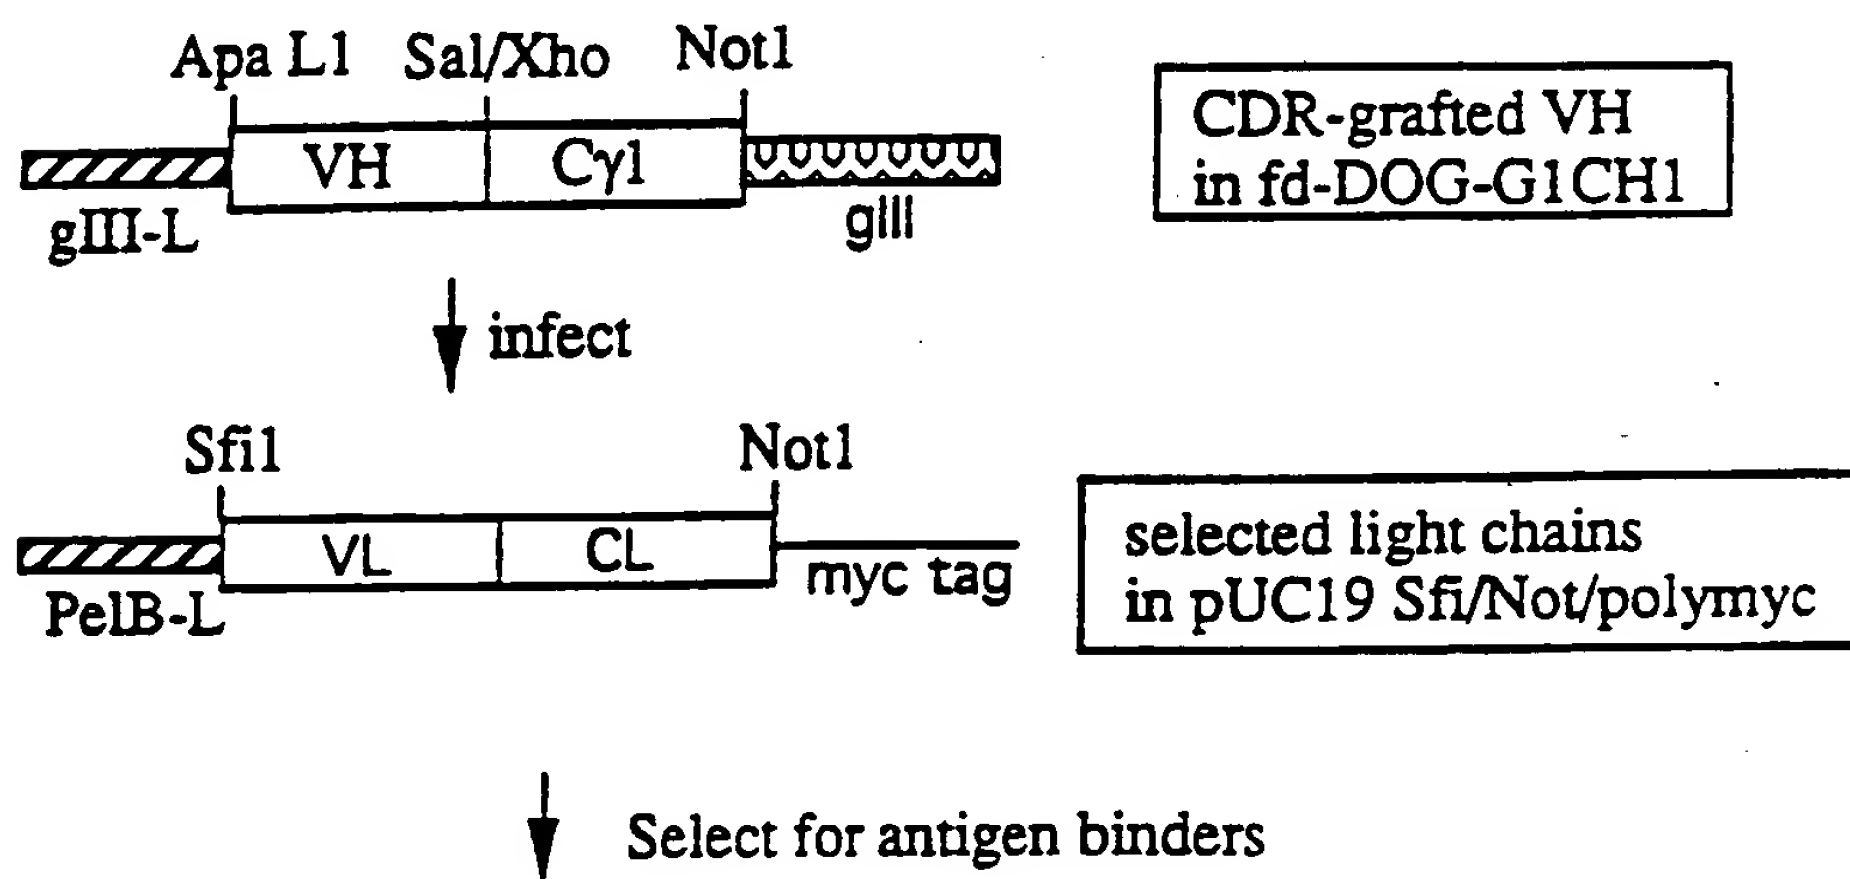 Apa L1 Sal/Xho Not1
VH Cγ1
gIII-L gIII
CDR-grafted VH
in fd-DOG-G1CH1
infect
Sfi1 Not1
VL CL
PelB-L myc tag
selected light chains
in pUC19 Sfi/Not/polymyc
Select for antigen binders